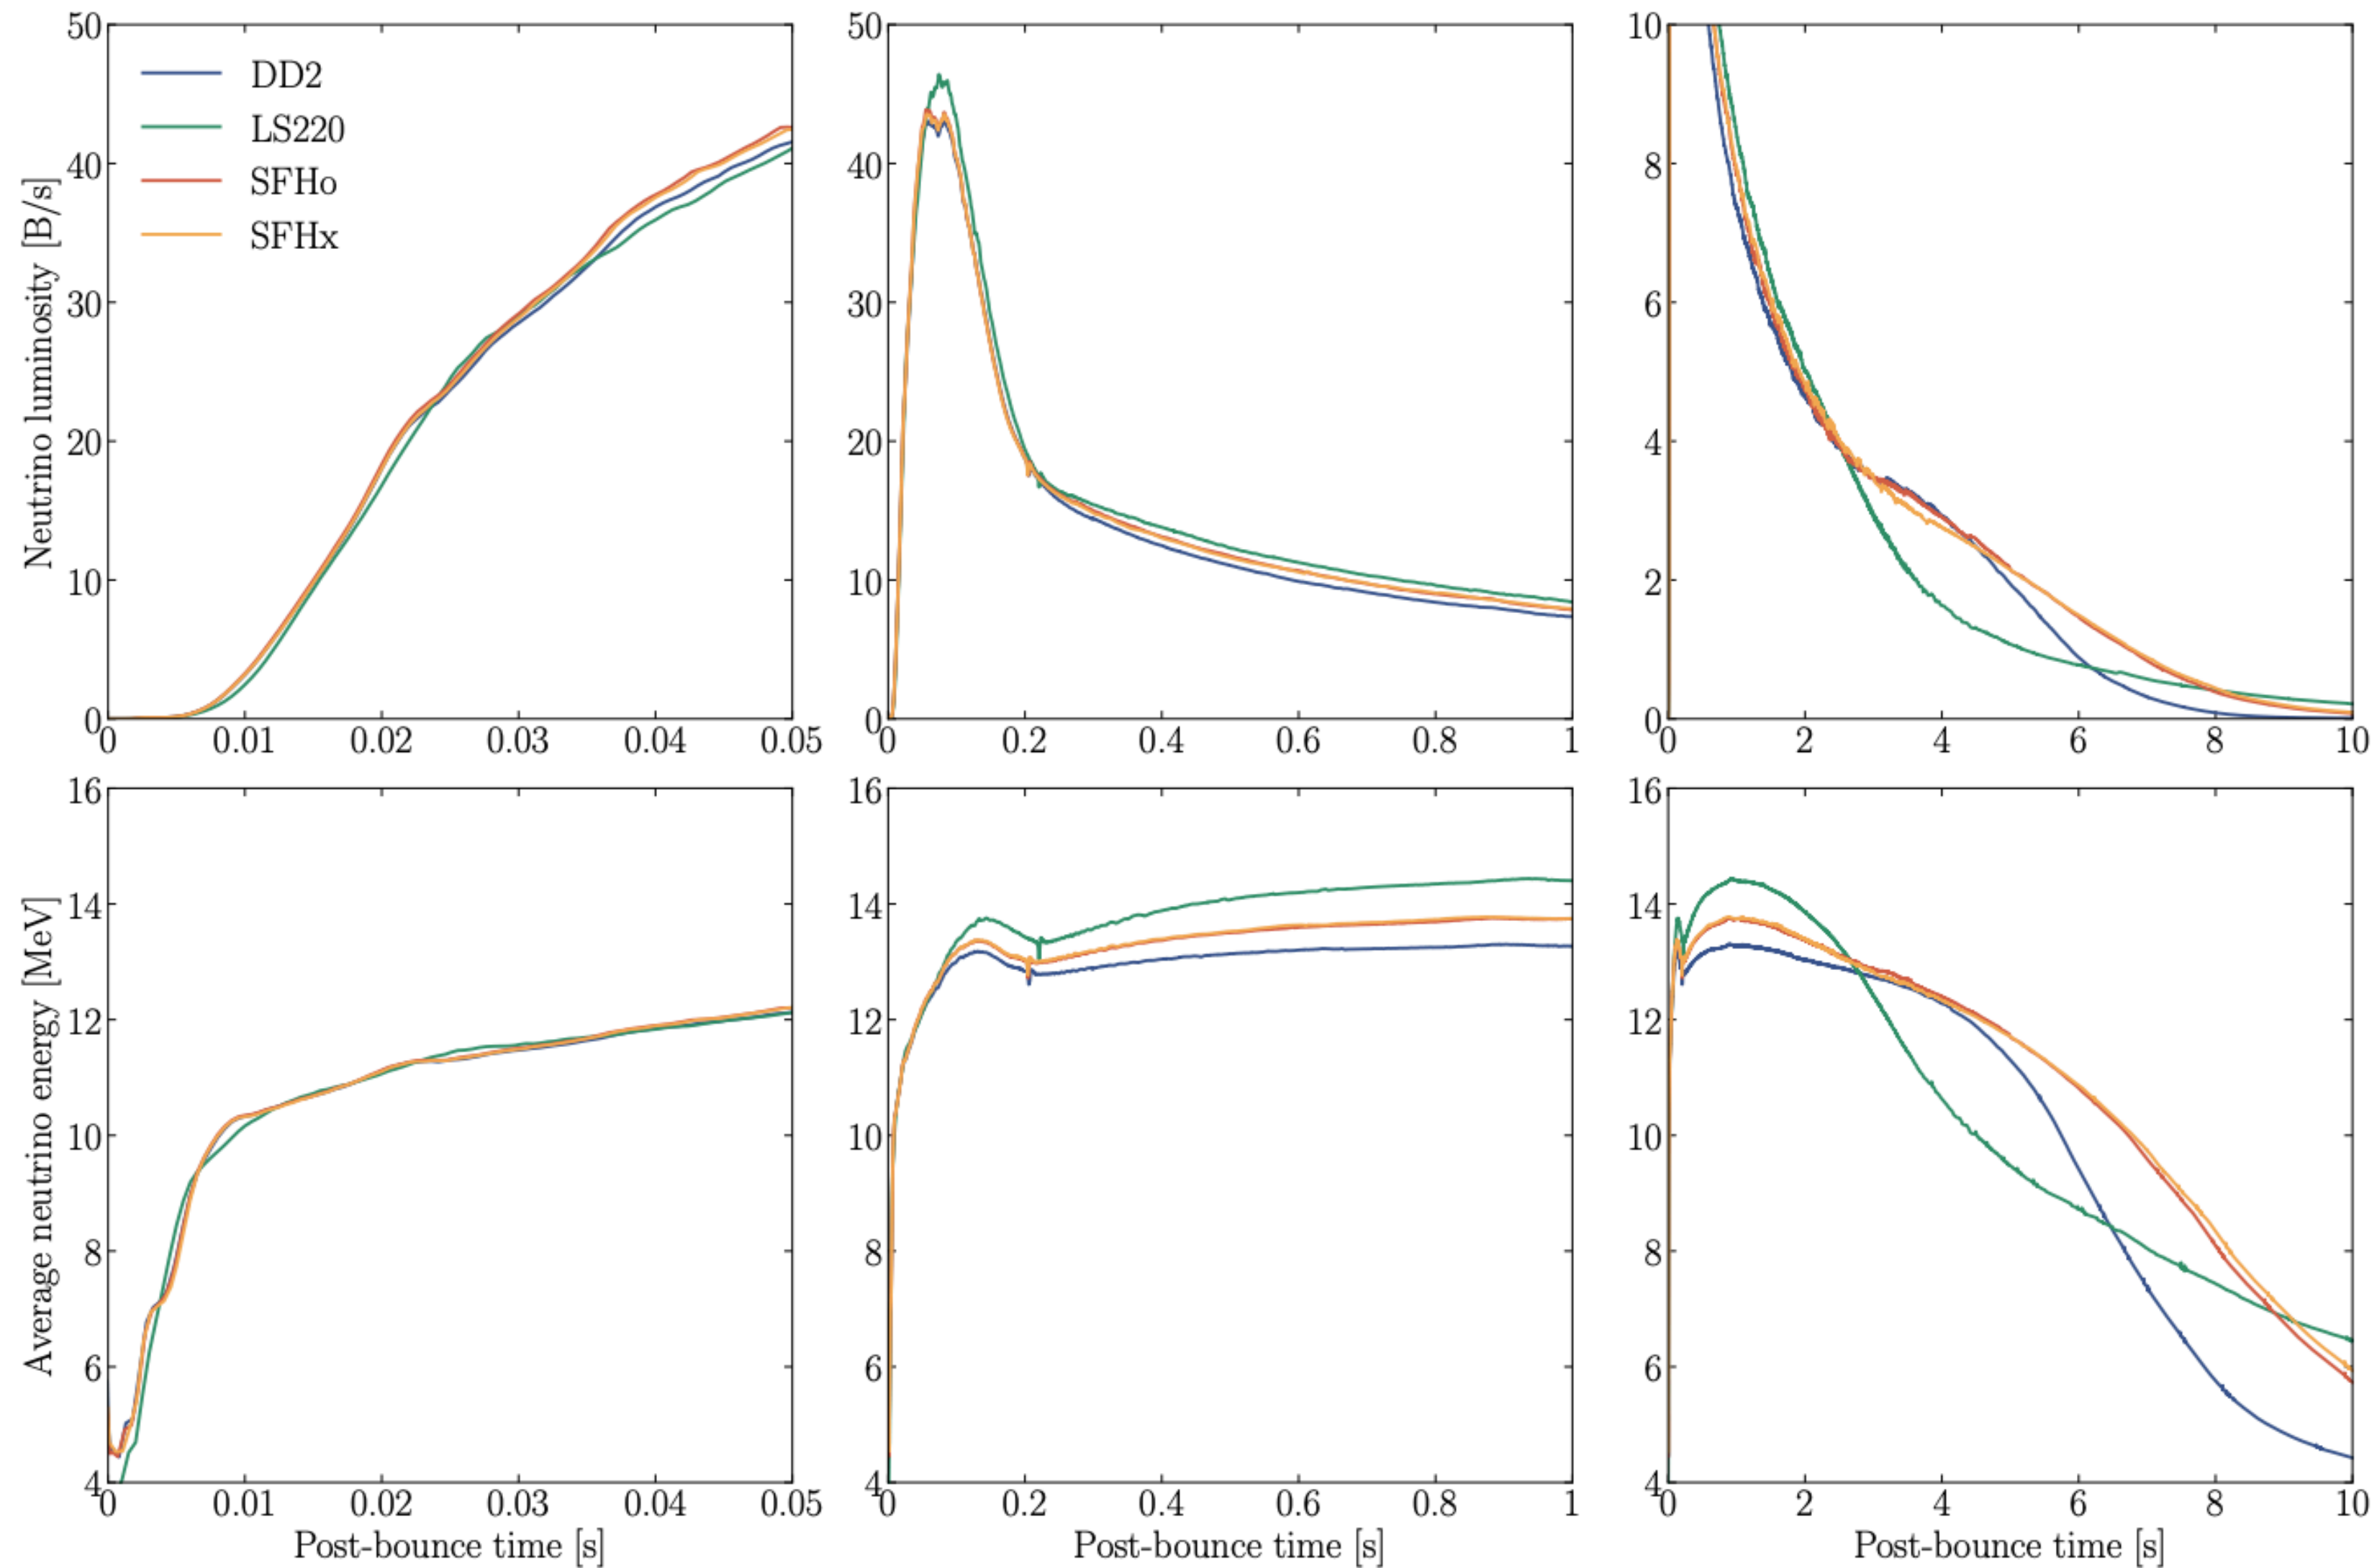 Neutrino luminosity [B/s]
50
40
30
20
10
0
DD2
LS220
SFHo
SFHx
0 0.01 0.02 0.03 0.04 0.05
50
40
30
20
10
0
0 0.2 0.4 0.6 0.8 1
10
8
6
4
2
0
0 2 4 6 8 10
Average neutrino energy [MeV]
16
14
12
10
8
6
4
0 0.01 0.02 0.03 0.04 0.05
Post-bounce time [s]
16
14
12
10
8
6
4
0 0.2 0.4 0.6 0.8 1
Post-bounce time [s]
16
14
12
10
8
6
4
0 2 4 6 8 10
Post-bounce time [s]